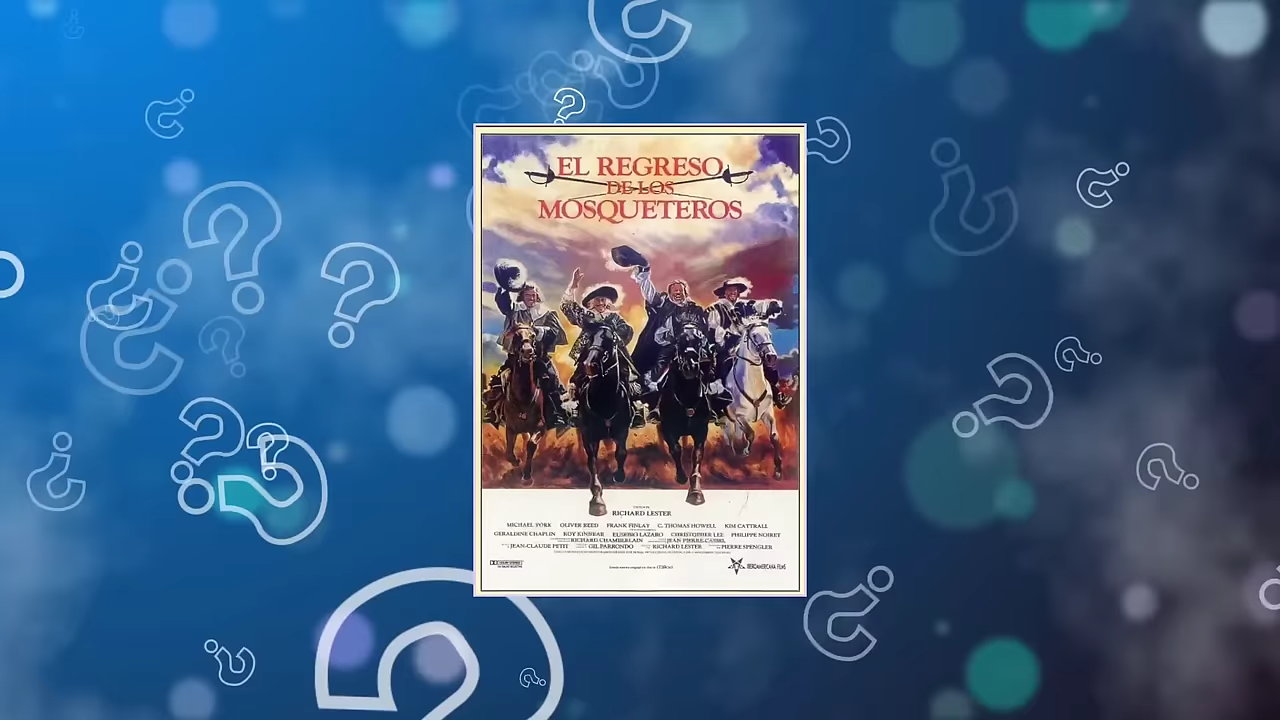 EL REGRESO
DE LOS
MOSQUETEROS
RICHARD LESTER
MICHAEL YORK OLIVER REED FRANK FINLAY C. THOMAS HOWELL KIM CATTRALL
GERALDINE CHAPLIN ROY KINNEAR EUSEBIO LAZARO CHRISTOPHER LEE PHILIPPE NOIRET
RICHARD CHAMBERLAIN JEAN PIERRE CASSEL
JEAN-CLAUDE PETIT GIL PARRONDO RICHARD LESTER PIERRE SPENGLER
IBEROAMERICANA FILMS